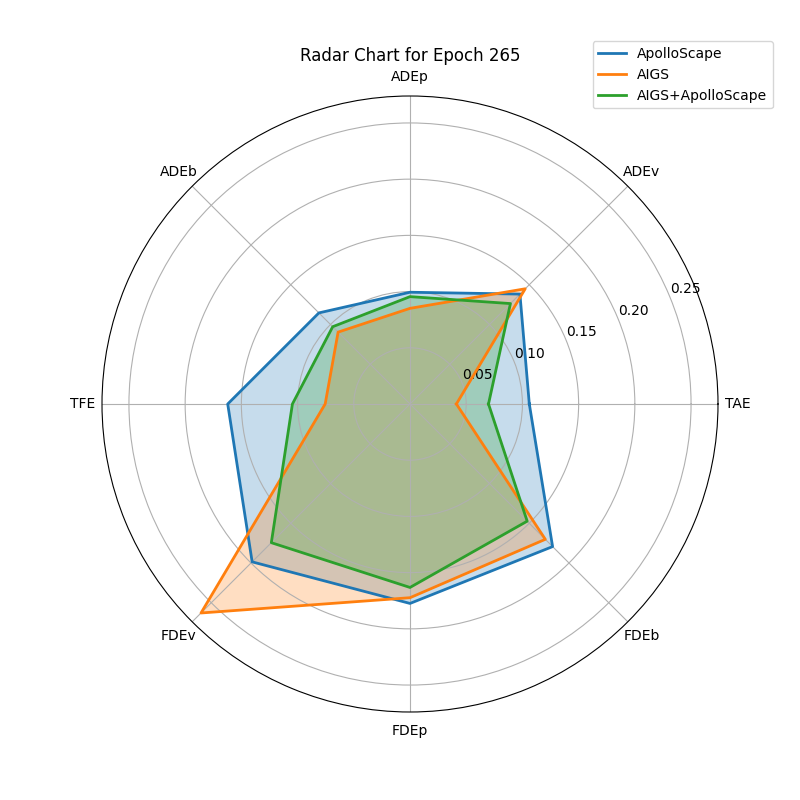 Radar Chart for Epoch 265
ApolloScape
AIGS
AIGS+ApolloScape
ADEp
ADEb
ADEv
0.25
0.20
0.15
0.10
0.05
TFE
TAE
FDEv
FDEb
FDEp